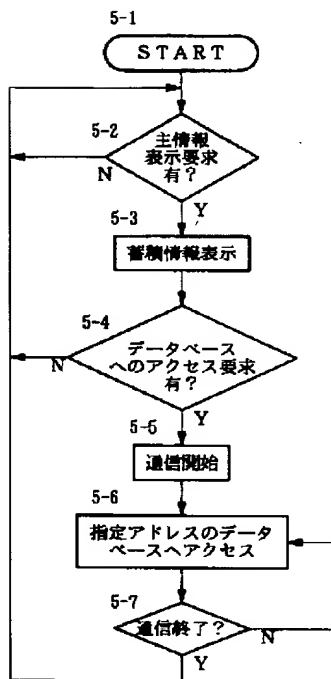 5-1
START
5-2
主情報
表示要求
有?
N
Y
5-3
蓄積情報表示
5-4
データベース
へのアクセス要求
有?
N
Y
5-5
通信開始
5-6
指定アドレスのデータ
ベースへアクセス
5-7
通信終了?
N
Y